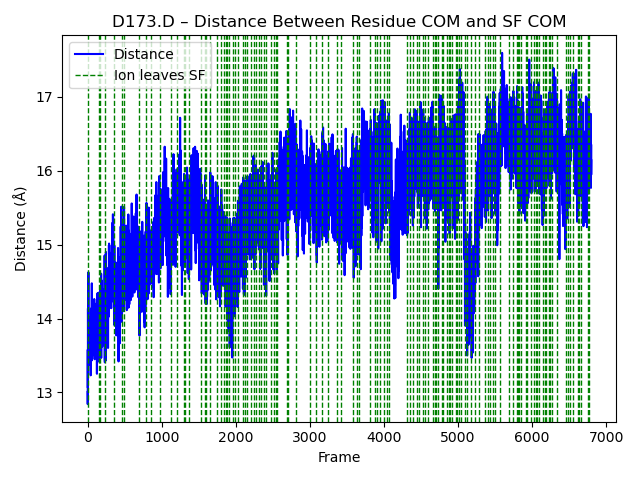 D173.D – Distance Between Residue COM and SF COM
Distance
Ion leaves SF
Distance (Å)
17
16
15
14
13
0 1000 2000 3000 4000 5000 6000 7000
Frame